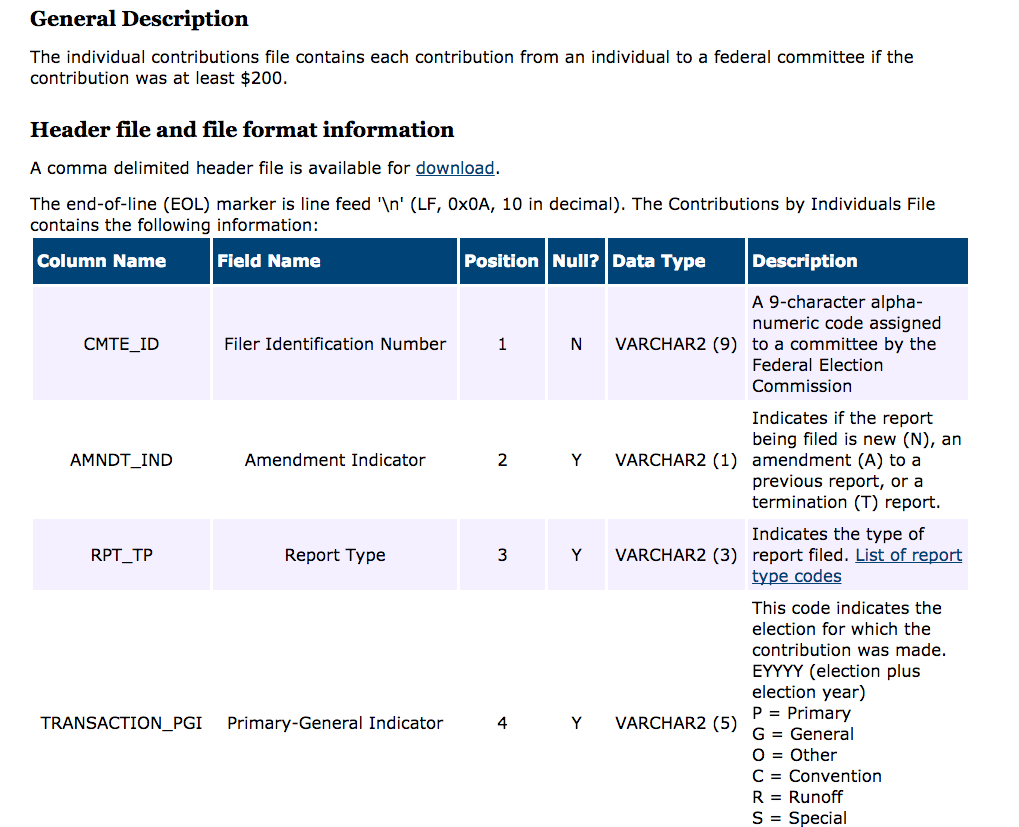 General Description
The individual contributions file contains each contribution from an individual to a federal committee if the
contribution was at least $200.
Header file and file format information
A comma delimited header file is available for download.
The end-of-line (EOL) marker is line feed '\n' (LF, 0x0A, 10 in decimal). The Contributions by Individuals File
contains the following information:
Column Name Field Name Position Null? Data Type Description
CMTE_ID Filer Identification Number 1 N VARCHAR2 (9)
A 9-character alpha-
numeric code assigned
to a committee by the
Federal Election
Commission
AMNDT_IND Amendment Indicator 2 Y VARCHAR2 (1)
Indicates if the report
being filed is new (N), an
amendment (A) to a
previous report, or a
termination (T) report.
RPT_TP Report Type 3 Y VARCHAR2 (3)
Indicates the type of
report filed. List of report
type codes
TRANSACTION_PGI Primary-General Indicator 4 Y VARCHAR2 (5)
This code indicates the
election for which the
contribution was made.
EYYYY (election plus
election year)
P = Primary
G = General
O = Other
C = Convention
R = Runoff
S = Special